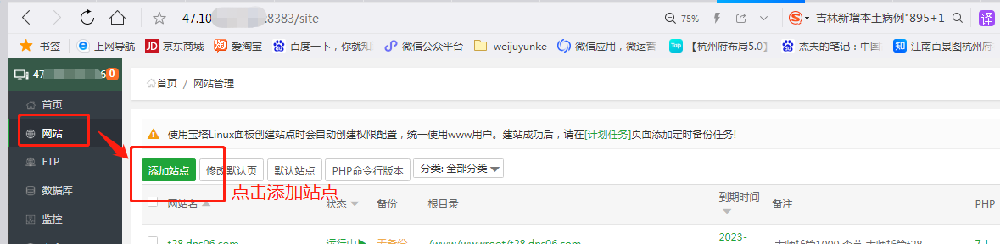 47.10 .8383/site 75% 吉林新增本土病例"895+1 译
书签 上网导航 京东商城 爱淘宝 百度一下，你就知 微信公众平台 weijuyunke 微信应用，微运营 【杭州府布局5.0】 杰夫的笔记：中国 江南百景图杭州府
47 6 0
首页 / 网站管理
首页
网站
使用宝塔Linux面板创建站点时会自动创建权限配置，统一使用www用户。建站成功后，请在[计划任务]页面添加定时备份任务!
FTP
添加站点 修改默认页 默认站点 PHP命令行版本 分类: 全部分类
数据库
点击添加站点
网站名 状态 备份 根目录 到期时间 备注 PHP
监控
t28.dns06.com 运行中 无备份 /www/wwwroot/t28.dns06.com 2023-